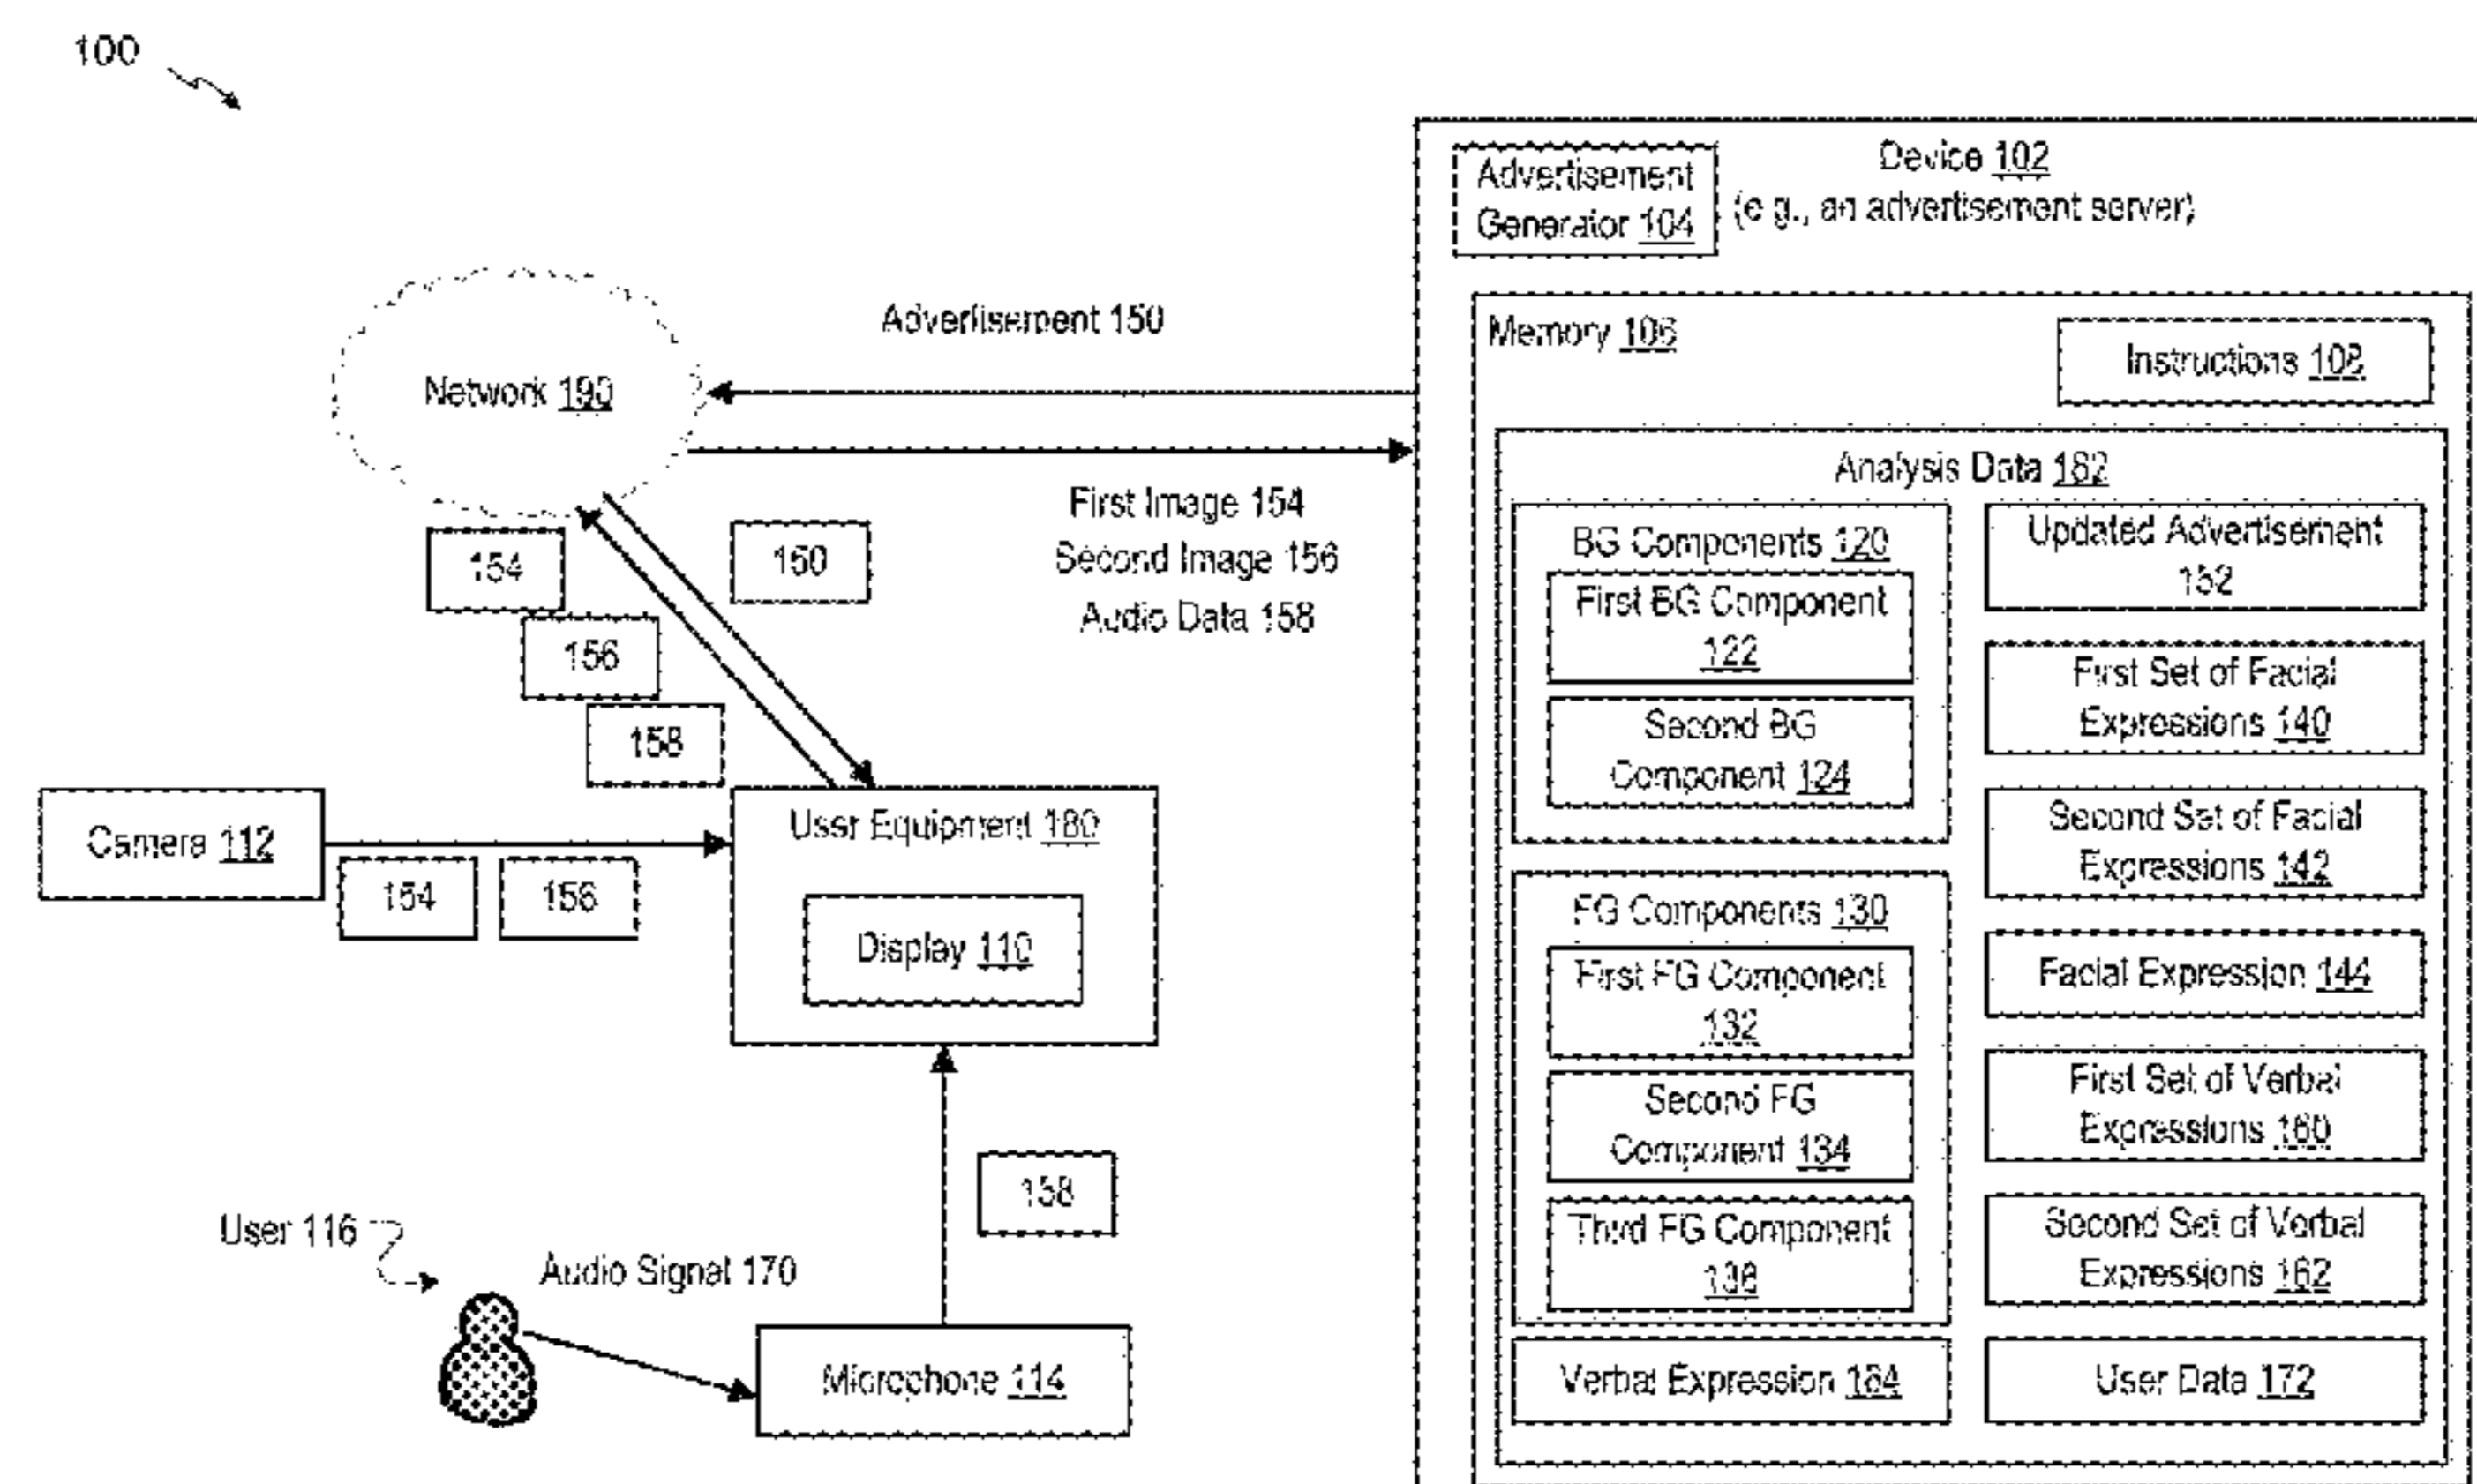 100
Device 102
(e.g., an advertisement server)
Advertisement
Generator 104
Memory 106
Instructions 108
Advertisement 150
Network 190
First Image 154
Second Image 156
Audio Data 158
154
156
158
150
Camera 112
154
156
User Equipment 180
Display 110
158
User 116
Audio Signal 170
Microphone 114
Analysis Data 182
BG Components 120
First BG Component
122
Second BG
Component 124
FG Components 130
First FG Component
132
Second FG
Component 134
Third FG Component
136
Verbal Expression 164
Updated Advertisement
152
First Set of Facial
Expressions 140
Second Set of Facial
Expressions 142
Facial Expression 144
First Set of Verbal
Expressions 160
Second Set of Verbal
Expressions 162
User Data 172